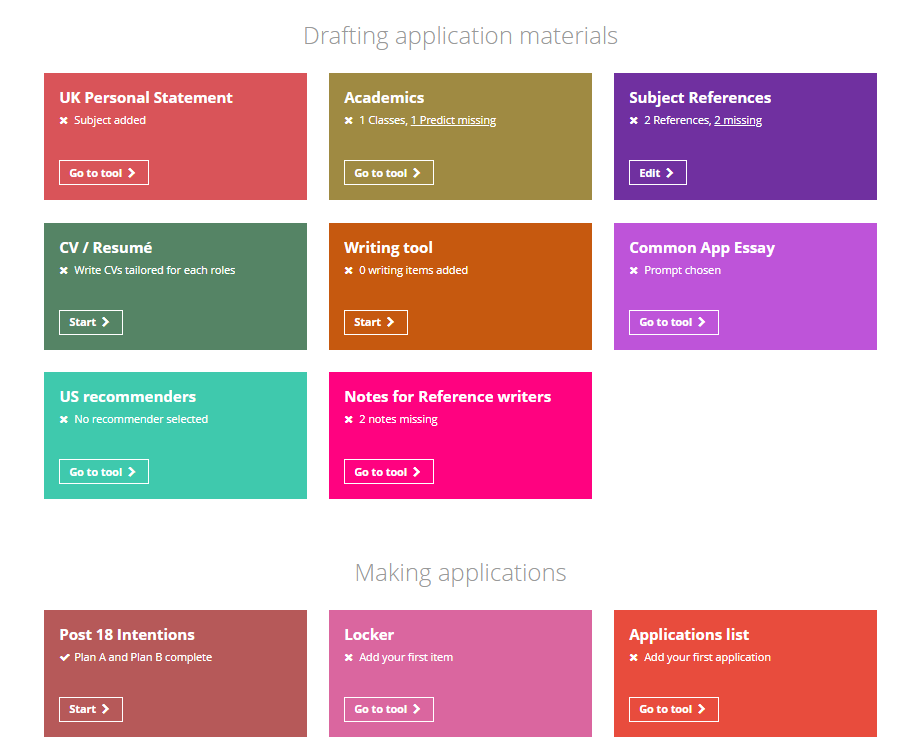 Drafting application materials
UK Personal Statement
Subject added
Go to tool
Academics
1 Classes, 1 Predict missing
Go to tool
Subject References
2 References, 2 missing
Edit
CV / Resumé
Write CVs tailored for each roles
Start
Writing tool
0 writing items added
Start
Common App Essay
Prompt chosen
Go to tool
US recommenders
No recommender selected
Go to tool
Notes for Reference writers
2 notes missing
Go to tool
Making applications
Post 18 Intentions
Plan A and Plan B complete
Start
Locker
Add your first item
Go to tool
Applications list
Add your first application
Go to tool